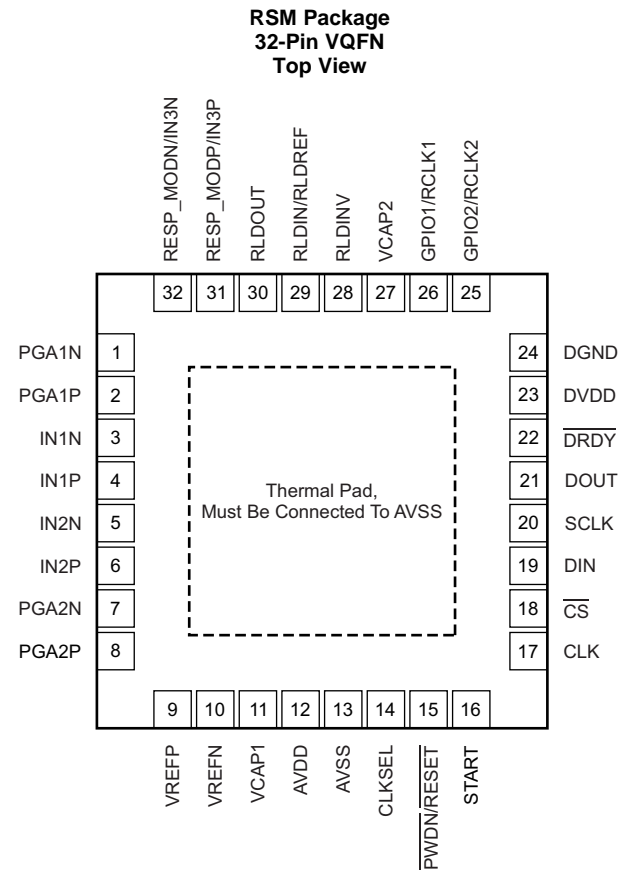 RSM Package
32-Pin VQFN
Top View
RESP_MODN/IN3N
RESP_MODP/IN3P
RLDOUT
RLDIN/RLDREF
RLDINV
VCAP2
GPIO1/RCLK1
GPIO2/RCLK2
32 31 30 29 28 27 26 25
PGA1N 1 24 DGND
PGA1P 2 23 DVDD
IN1N 3 22 DRDY
IN1P 4 21 DOUT
IN2N 5 20 SCLK
IN2P 6 19 DIN
PGA2N 7 18 CS
PGA2P 8 17 CLK
Thermal Pad,
Must Be Connected To AVSS
9 10 11 12 13 14 15 16
VREFP
VREFN
VCAP1
AVDD
AVSS
CLKSEL
PWDN/RESET
START